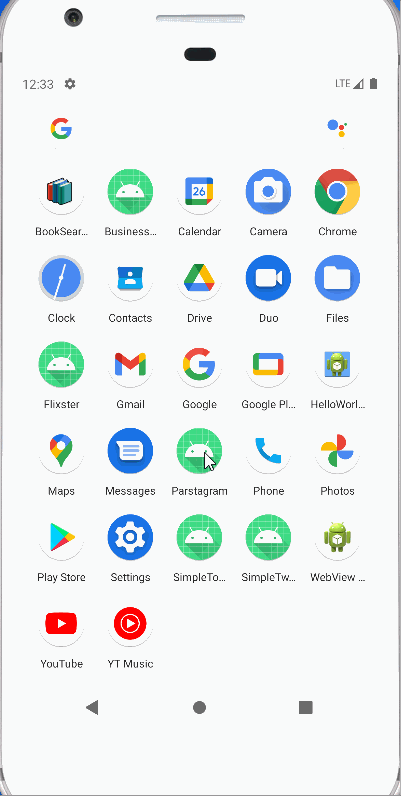 12:33 LTE
G
26
BookSear... Business... Calendar Camera Chrome
Clock Contacts Drive Duo Files
Flixster Gmail Google Google Pl... HelloWorl...
Maps Messages Parstagram Phone Photos
Play Store Settings SimpleTo... SimpleTw... WebView ...
YouTube YT Music